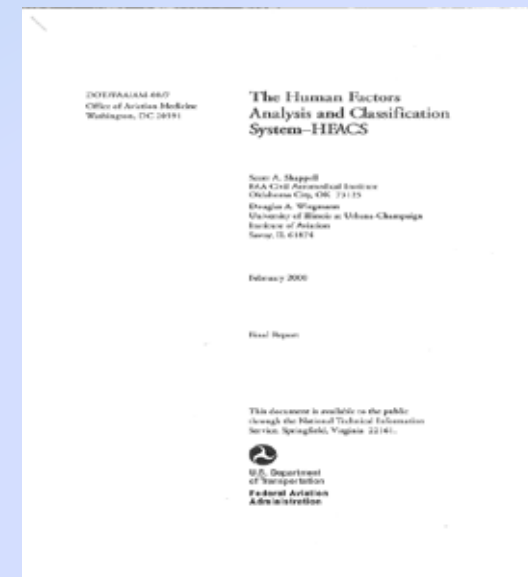 DOT/FAA/AM-00/7
Office of Aviation Medicine
Washington, DC 20591
The Human Factors
Analysis and Classification
System–HFACS
Scott A. Shappell
FAA Civil Aeromedical Institute
Oklahoma City, OK 73125
Douglas A. Wiegmann
University of Illinois at Urbana-Champaign
Institute of Aviation
Savoy, IL 61874
February 2000
Final Report
This document is available to the public
through the National Technical Information
Service, Springfield, Virginia 22161.
U.S. Department
of Transportation
Federal Aviation
Administration